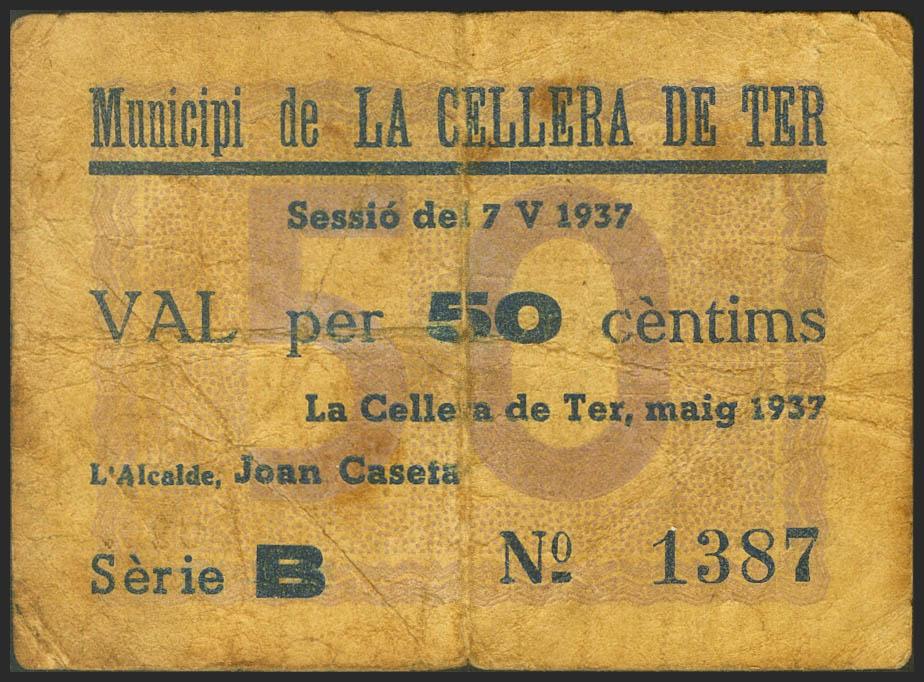 Municipi de LA CELLERA DE TER
Sessió del 7 V 1937
VAL per 50 cèntims
La Cellera de Ter, maig 1937
L'Alcalde, Joan Caseta
Sèrie B Nº 1387
50